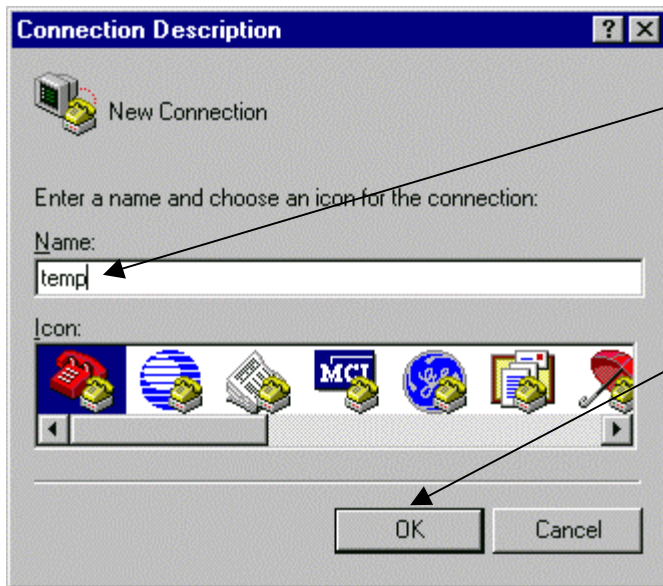 Connection Description
New Connection
Enter a name and choose an icon for the connection:
Name:
temp
Icon:
MCI
OK Cancel